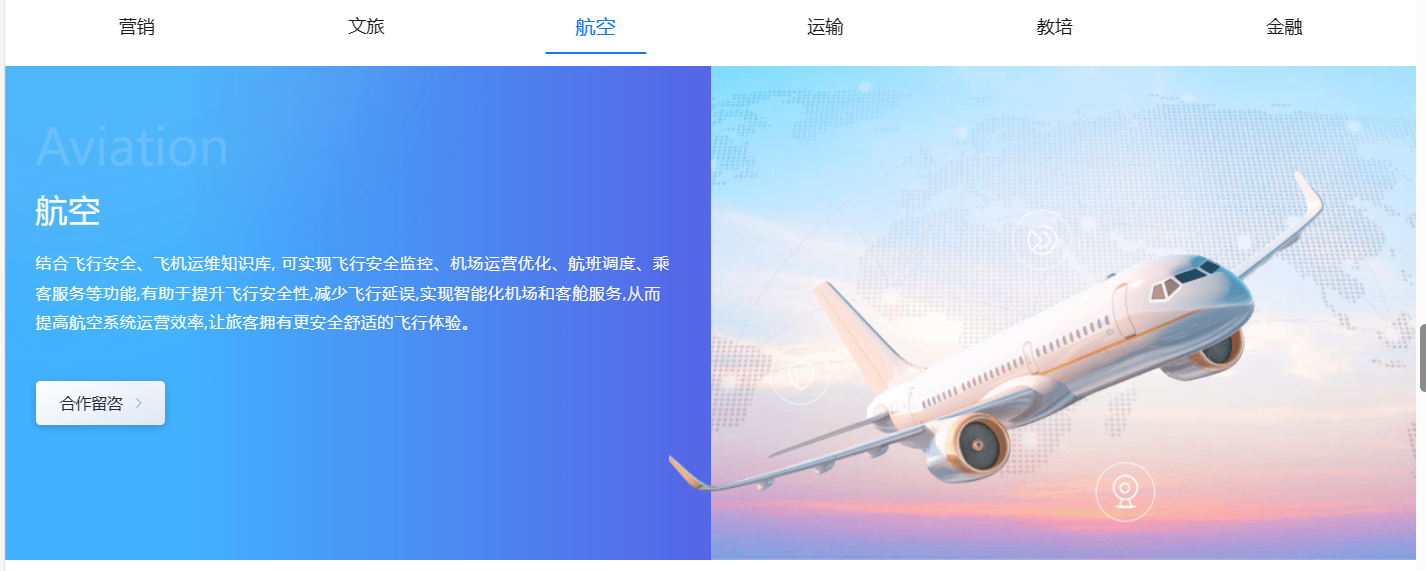 营销
文旅
航空
运输
教培
金融
Aviation
航空
结合飞行安全、飞机运维知识库, 可实现飞行安全监控、机场运营优化、航班调度、乘
客服务等功能,有助于提升飞行安全性,减少飞行延误,实现智能化机场和客舱服务,从而
提高航空系统运营效率,让旅客拥有更安全舒适的飞行体验。
合作留咨